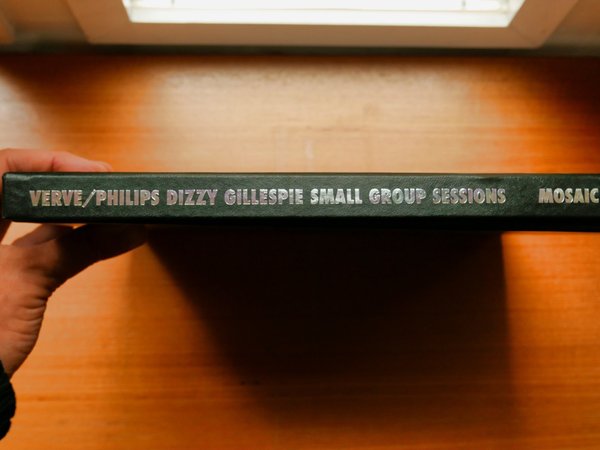 VERVE/PHILIPS DIZZY GILLESPIE SMALL GROUP SESSIONS MOSAIC